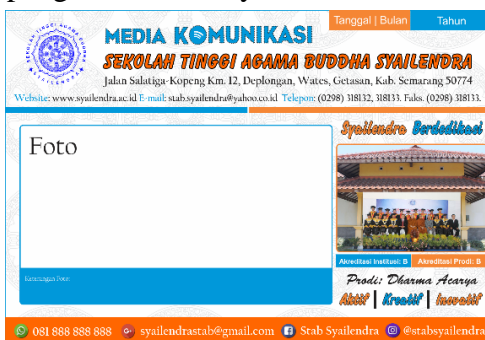 Tanggal | Bulan Tahun
MEDIA KOMUNIKASI
SEKOLAH TINGGI AGAMA BUDDHA SYAILENDRA
Jalan Salatiga-Kopeng Km. 12, Deplongan, Wates, Getasan, Kab. Semarang 50774
Website: www.syailendra.ac.id E-mail: stab.syailendra@yahoo.co.id Telepon: (0298) 318132, 318133. Faks. (0298) 318133.
Syailendra Berdedikasi
Foto
Akreditasi Institusi: B Akreditasi Prodi: B
Keterangan Foto:
Prodi: Dharma Acarya
Aktif | Kreatif | Inovatif
081 888 888 888 syailendrastab@gmail.com Stab Syailendra @stabsyailendra